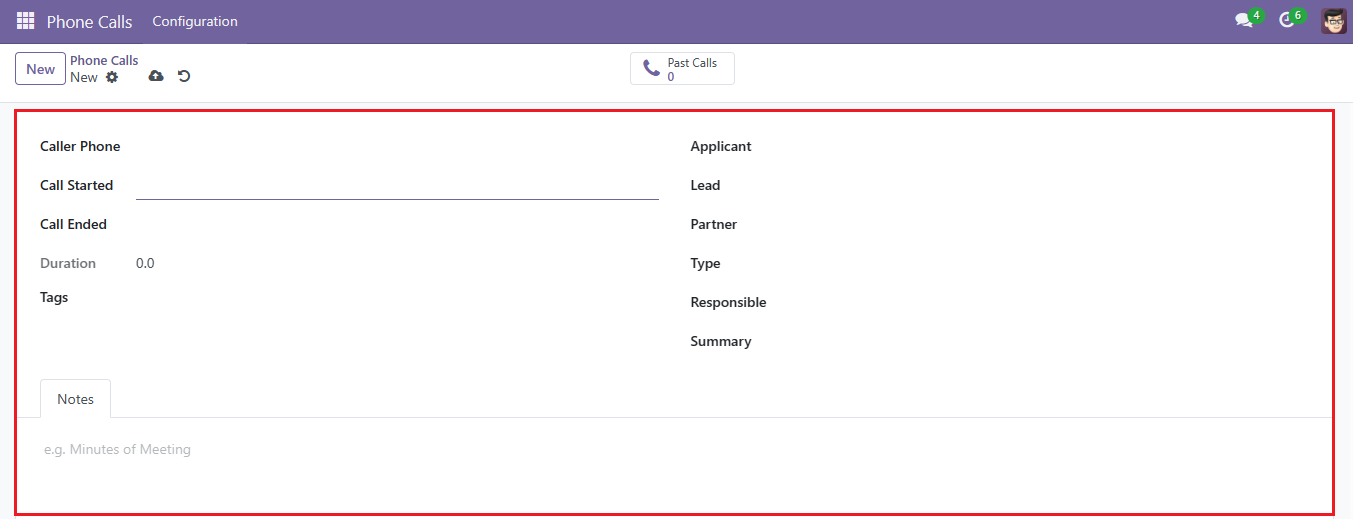 Phone Calls Configuration 4 6
New Phone Calls
New
Past Calls
0
Caller Phone
Call Started
Call Ended
Duration 0.0
Tags
Applicant
Lead
Partner
Type
Responsible
Summary
Notes
e.g. Minutes of Meeting